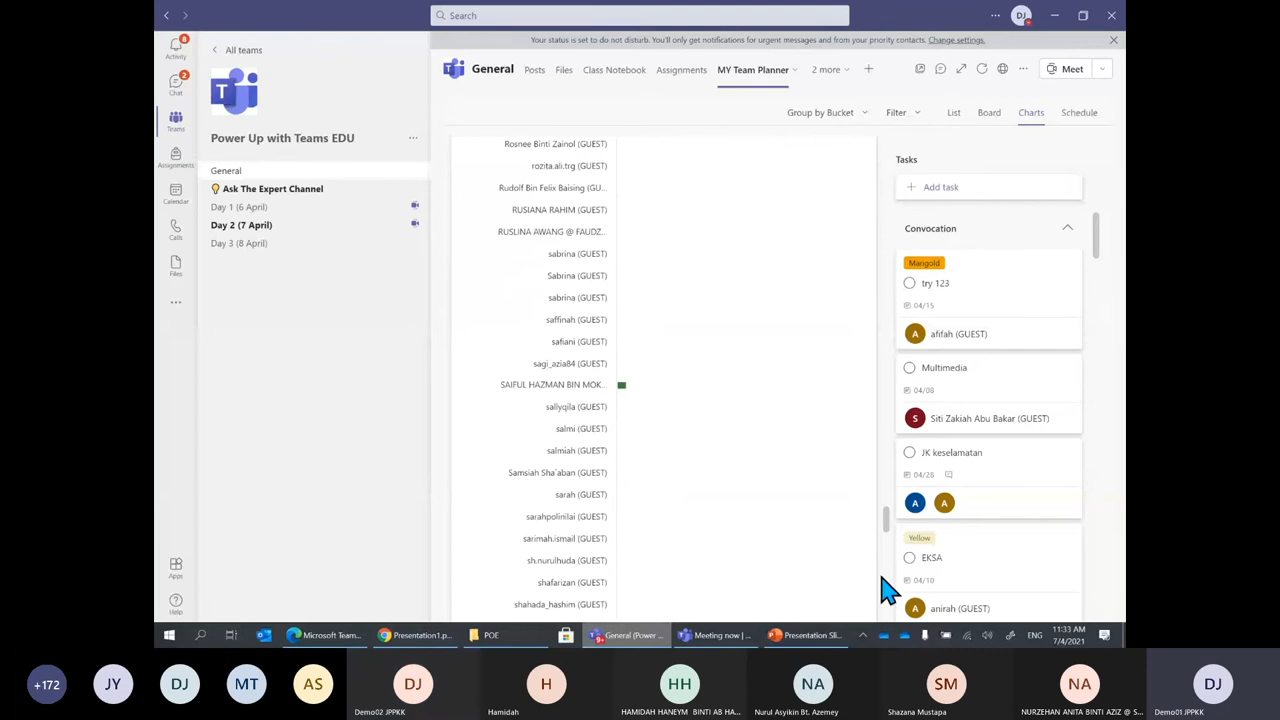 Search
DJ
Your status is set to do not disturb. You'll only get notifications for urgent messages and from your priority contacts. Change settings.
8
Activity
2
Chat
Teams
Assignments
Calendar
Calls
Files
Apps
Help
All teams
Power Up with Teams EDU
General
Ask The Expert Channel
Day 1 (6 April)
Day 2 (7 April)
Day 3 (8 April)
General
Posts
Files
Class Notebook
Assignments
MY Team Planner
2 more
Meet
Group by Bucket
Filter
List
Board
Charts
Schedule
Rosnee Binti Zainol (GUEST)
rozita.ali.trg (GUEST)
Rudolf Bin Felix Baising (GU...
RUSIANA RAHIM (GUEST)
RUSLINA AWANG @ FAUDZ...
sabrina (GUEST)
Sabrina (GUEST)
sabrina (GUEST)
saffinah (GUEST)
safiani (GUEST)
sagi_azia84 (GUEST)
SAIFUL HAZMAN BIN MOK...
sallyqila (GUEST)
salmi (GUEST)
salmiah (GUEST)
Samsiah Sha`aban (GUEST)
sarah (GUEST)
sarahpolinilai (GUEST)
sarimah.ismail (GUEST)
sh.nurulhuda (GUEST)
shafarizan (GUEST)
shahada_hashim (GUEST)
Tasks
Add task
Convocation
Marigold
try 123
04/15
A afifah (GUEST)
Multimedia
04/08
S Siti Zakiah Abu Bakar (GUEST)
JK keselamatan
04/28
A A
Yellow
EKSA
04/10
A anirah (GUEST)
Microsoft Team...
Presentation1.p...
POE
9+
General (Power ...
Meeting now | ...
Presentation Sli...
ENG
11:33 AM
7/4/2021
+172
JY
DJ
MT
AS
DJ
Demo02 JPPKK
H
Hamidah
HH
HAMIDAH HANEYM BINTI AB HA...
NA
Nurul Asyikin Bt. Azemey
SM
Shazana Mustapa
NA
NURZEHAN ANITA BINTI AZIZ @ S...
DJ
Demo01 JPPKK